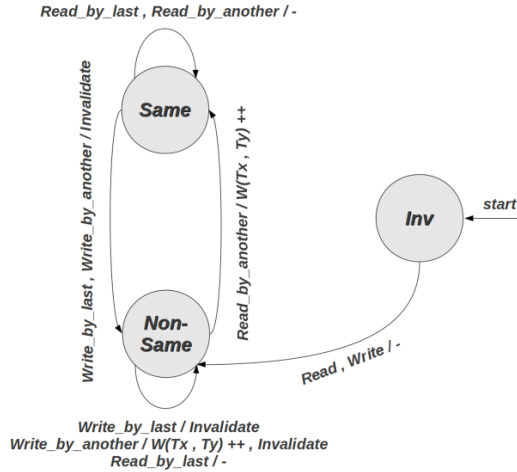 Read_by_last , Read_by_another / -
Same
Write_by_last , Write_by_another / Invalidate
Read_by_another / W(Tx , Ty) ++
start
Inv
Non-
Same
Read , Write / -
Write_by_last / Invalidate
Write_by_another / W(Tx , Ty) ++ , Invalidate
Read_by_last / -